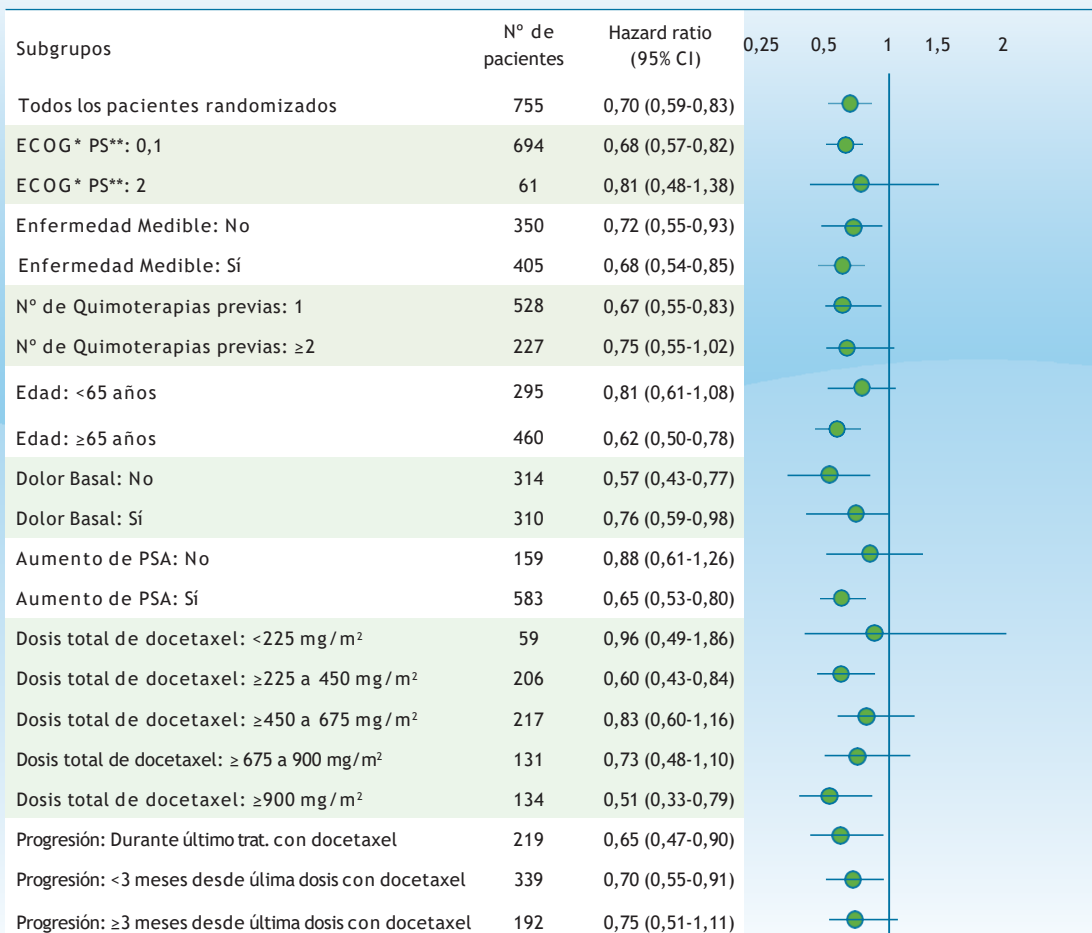 Subgrupos Nº de pacientes Hazard ratio (95% CI) 0,25 0,5 1 1,5 2
Todos los pacientes randomizados 755 0,70 (0,59-0,83)
ECOG* PS**: 0,1 694 0,68 (0,57-0,82)
ECOG* PS**: 2 61 0,81 (0,48-1,38)
Enfermedad Medible: No 350 0,72 (0,55-0,93)
Enfermedad Medible: Sí 405 0,68 (0,54-0,85)
Nº de Quimoterapias previas: 1 528 0,67 (0,55-0,83)
Nº de Quimoterapias previas: ≥2 227 0,75 (0,55-1,02)
Edad: <65 años 295 0,81 (0,61-1,08)
Edad: ≥65 años 460 0,62 (0,50-0,78)
Dolor Basal: No 314 0,57 (0,43-0,77)
Dolor Basal: Sí 310 0,76 (0,59-0,98)
Aumento de PSA: No 159 0,88 (0,61-1,26)
Aumento de PSA: Sí 583 0,65 (0,53-0,80)
Dosis total de docetaxel: <225 mg/m² 59 0,96 (0,49-1,86)
Dosis total de docetaxel: ≥225 a 450 mg/m² 206 0,60 (0,43-0,84)
Dosis total de docetaxel: ≥450 a 675 mg/m² 217 0,83 (0,60-1,16)
Dosis total de docetaxel: ≥ 675 a 900 mg/m² 131 0,73 (0,48-1,10)
Dosis total de docetaxel: ≥900 mg/m² 134 0,51 (0,33-0,79)
Progresión: Durante último trat. con docetaxel 219 0,65 (0,47-0,90)
Progresión: <3 meses desde úlima dosis con docetaxel 339 0,70 (0,55-0,91)
Progresión: ≥3 meses desde última dosis con docetaxel 192 0,75 (0,51-1,11)